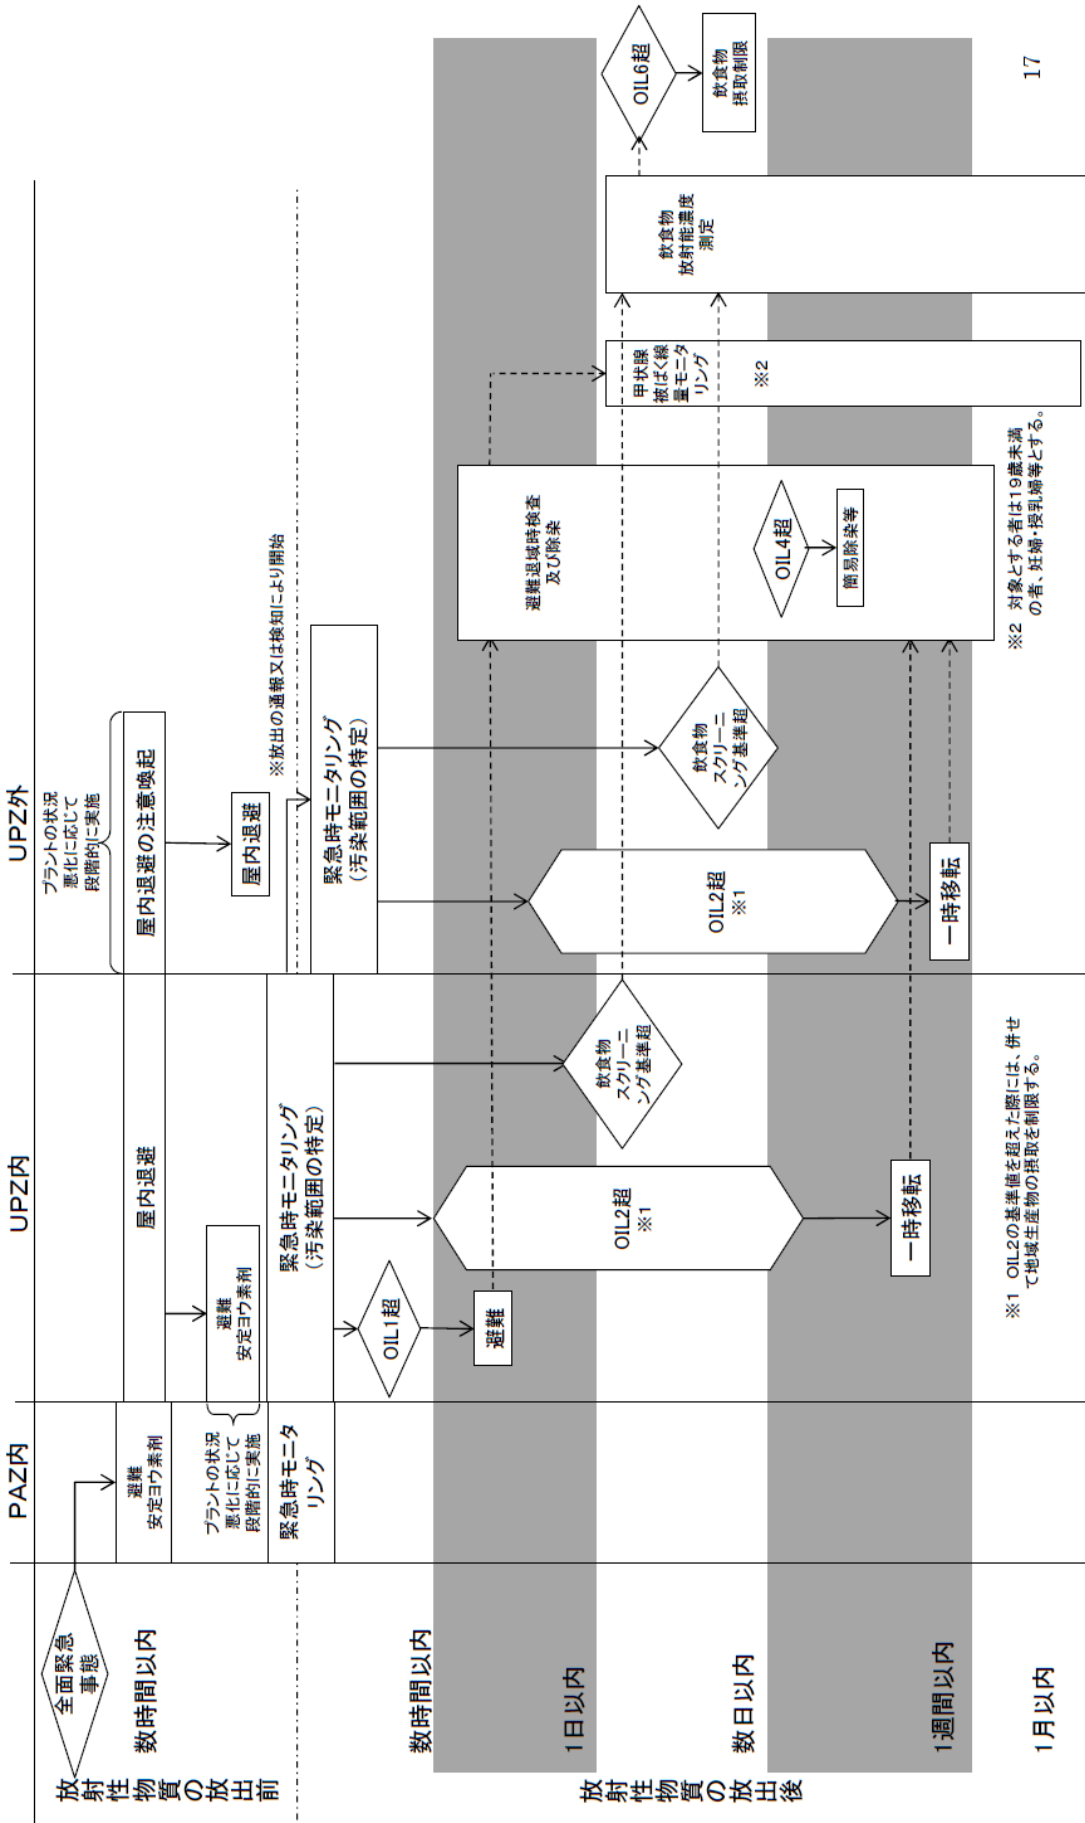 PAZ内
UPZ内
UPZ外
放射性物質の放出前
全面緊急
事態
数時間以内
避難
安定ヨウ素剤
プラントの状況
悪化に応じて
段階的に実施
緊急時モニタ
リング
屋内退避
避難
安定ヨウ素剤
緊急時モニタリング
(汚染範囲の特定)
プラントの状況
悪化に応じて
段階的に実施
屋内退避の注意喚起
屋内退避
※放出の通報又は検知により開始
緊急時モニタリング
(汚染範囲の特定)
放射性物質の放出後
数時間以内
1日以内
数日以内
1週間以内
1月以内
OIL1超
避難
OIL2超
※1
一時移転
飲食物
スクリーニ
ング基準超
OIL2超
※1
一時移転
飲食物
スクリーニ
ング基準超
避難退域時検査
及び除染
OIL4超
簡易除染等
甲状腺
被ばく線
量モニタ
リング
※2
飲食物
放射能濃度
測定
OIL6超
飲食物
摂取制限
※1 OIL2の基準値を超えた際には、併せ
て地域生産物の摂取を制限する。
※2 対象とする者は19歳未満
の者、妊婦・授乳婦等とする。
17